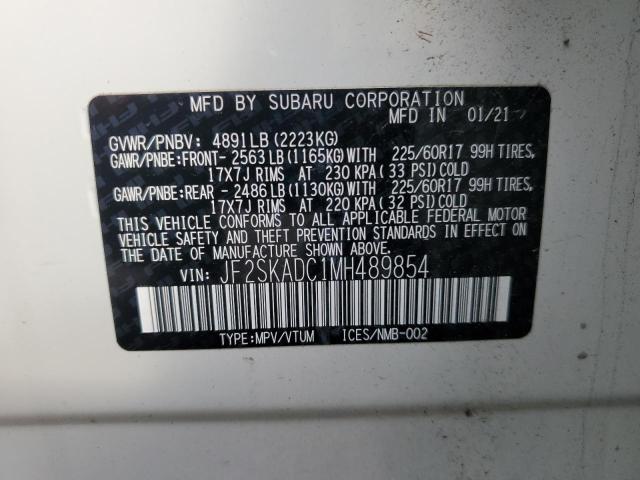 MFD BY SUBARU CORPORATION
MFD IN 01/21
GVWR/PNBV: 4891LB (2223KG)
GAWR/PNBE:FRONT- 2563 LB (1165KG) WITH 225/60R17 99H TIRES,
17X7J RIMS AT 230 KPA ( 33 PSI) COLD
GAWR/PNBE:REAR - 2486 LB (1130KG) WITH 225/60R17 99H TIRES,
17X7J RIMS AT 220 KPA ( 32 PSI) COLD
THIS VEHICLE CONFORMS TO ALL APPLICABLE FEDERAL MOTOR
VEHICLE SAFETY AND THEFT PREVENTION STANDARDS IN EFFECT
ON THE DATE OF MANUFACTURE SHOWN ABOVE.
VIN: JF2SKADC1MH489854
TYPE:MPV/VTUM ICES/NMB-002